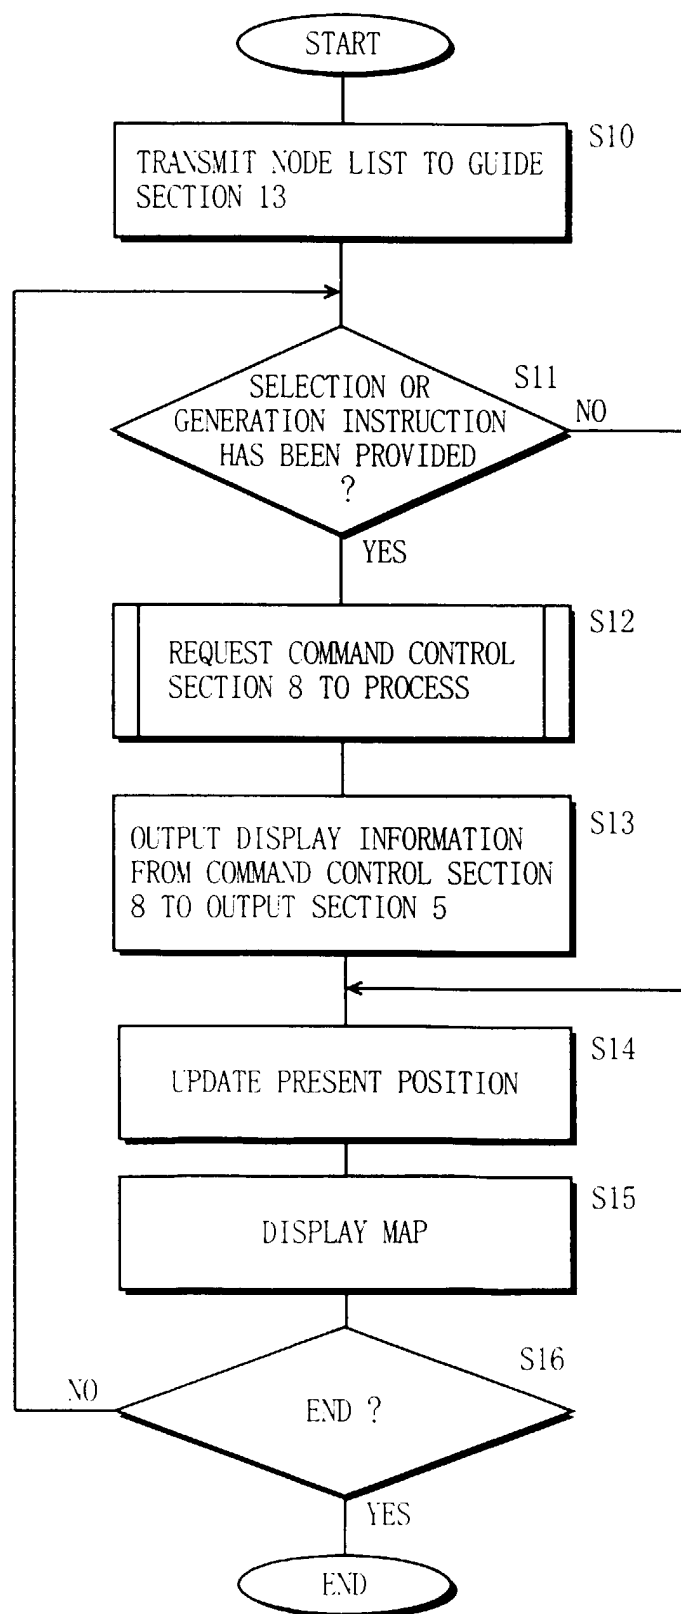 START
S10
TRANSMIT NODE LIST TO GUIDE
SECTION 13
S11
SELECTION OR
GENERATION INSTRUCTION
HAS BEEN PROVIDED
?
NO
YES
S12
REQUEST COMMAND CONTROL
SECTION 8 TO PROCESS
S13
OUTPUT DISPLAY INFORMATION
FROM COMMAND CONTROL SECTION
8 TO OUTPUT SECTION 5
S14
UPDATE PRESENT POSITION
S15
DISPLAY MAP
S16
NO
END ?
YES
END